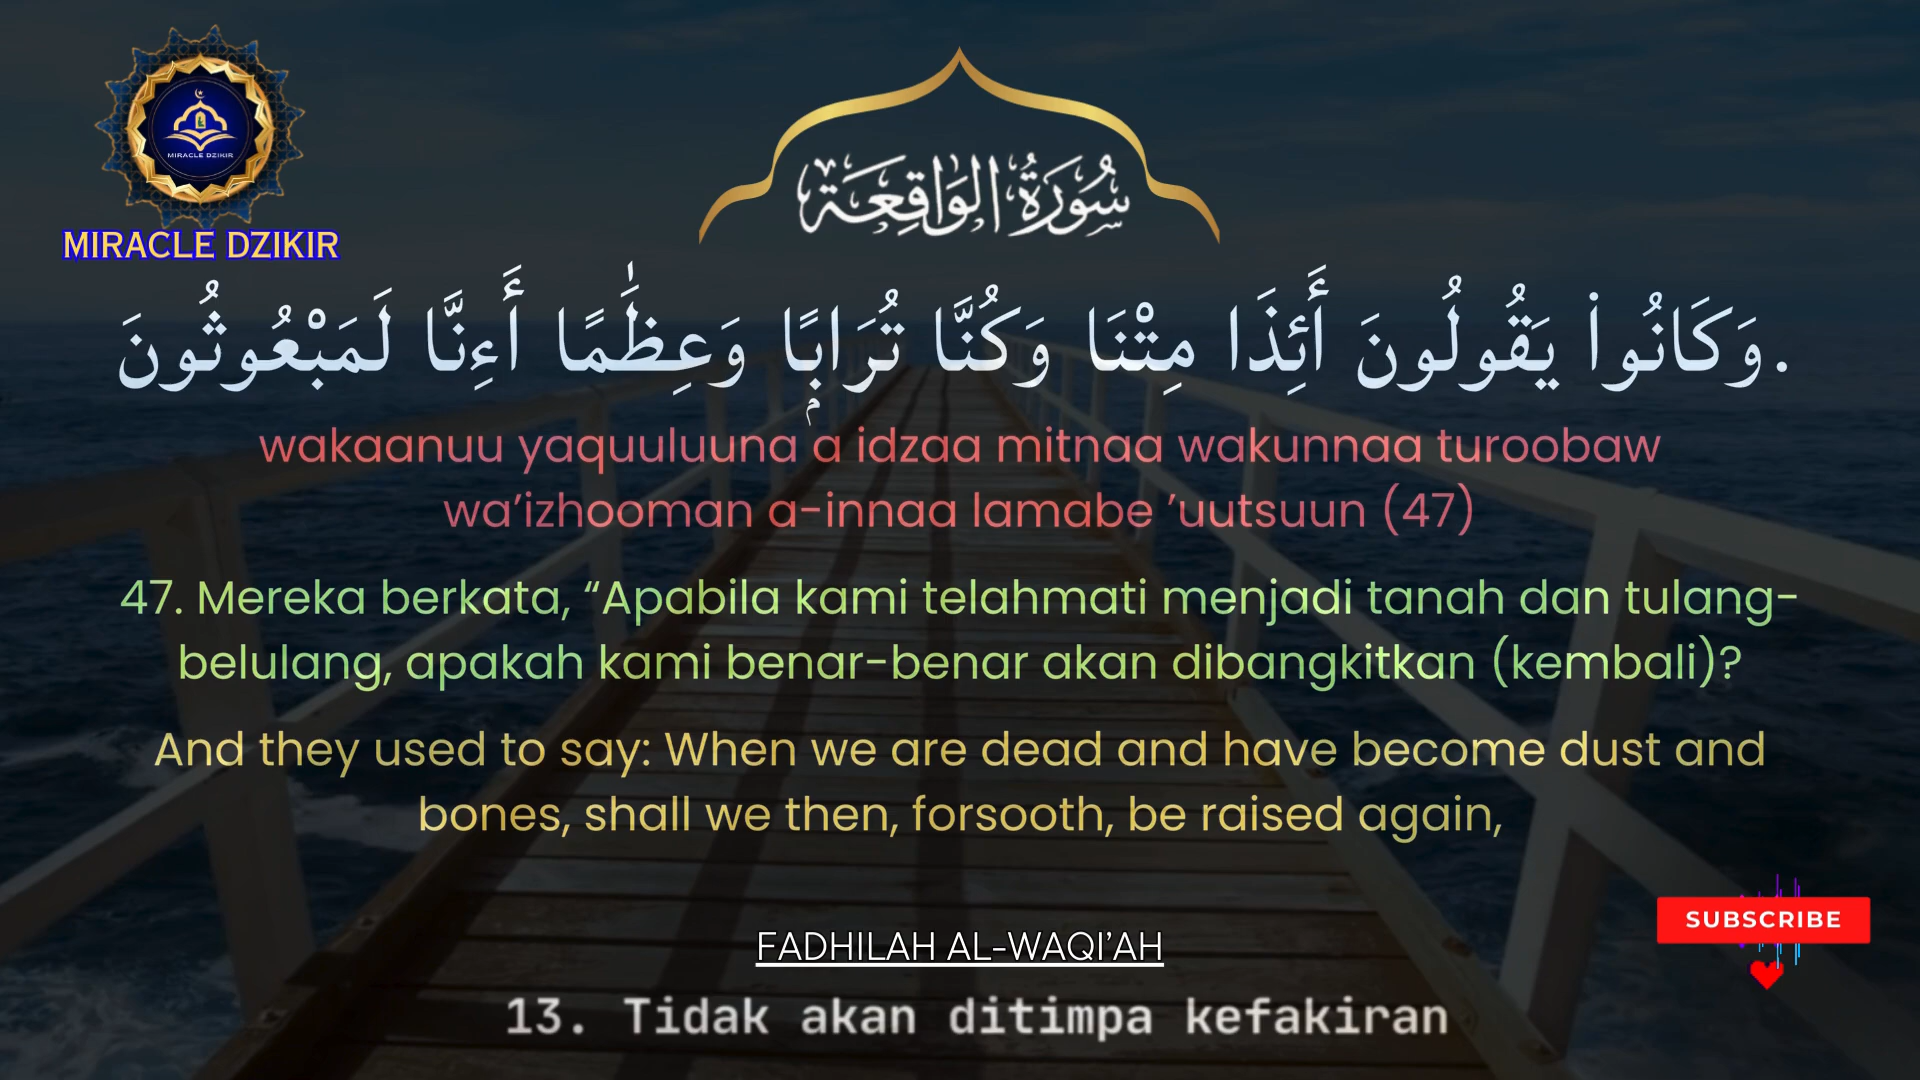 MIRACLE DZIKIR
MIRACLE DZIKIR
سُورَةُ الوَاقِعَة
وَكَانُوا۟ يَقُولُونَ أَئِذَا مِتْنَا وَكُنَّا تُرَابًۭا وَعِظَٰمًا أَءِنَّا لَمَبْعُوثُونَ.
wakaanuu yaquuluuna a idzaa mitnaa wakunnaa turoobaw
wa’izhooman a-innaa lamabe ’uutsuun (47)
47. Mereka berkata, “Apabila kami telahmati menjadi tanah dan tulang-
belulang, apakah kami benar-benar akan dibangkitkan (kembali)?
And they used to say: When we are dead and have become dust and
bones, shall we then, forsooth, be raised again,
SUBSCRIBE
FADHILAH AL-WAQI’AH
13. Tidak akan ditimpa kefakiran